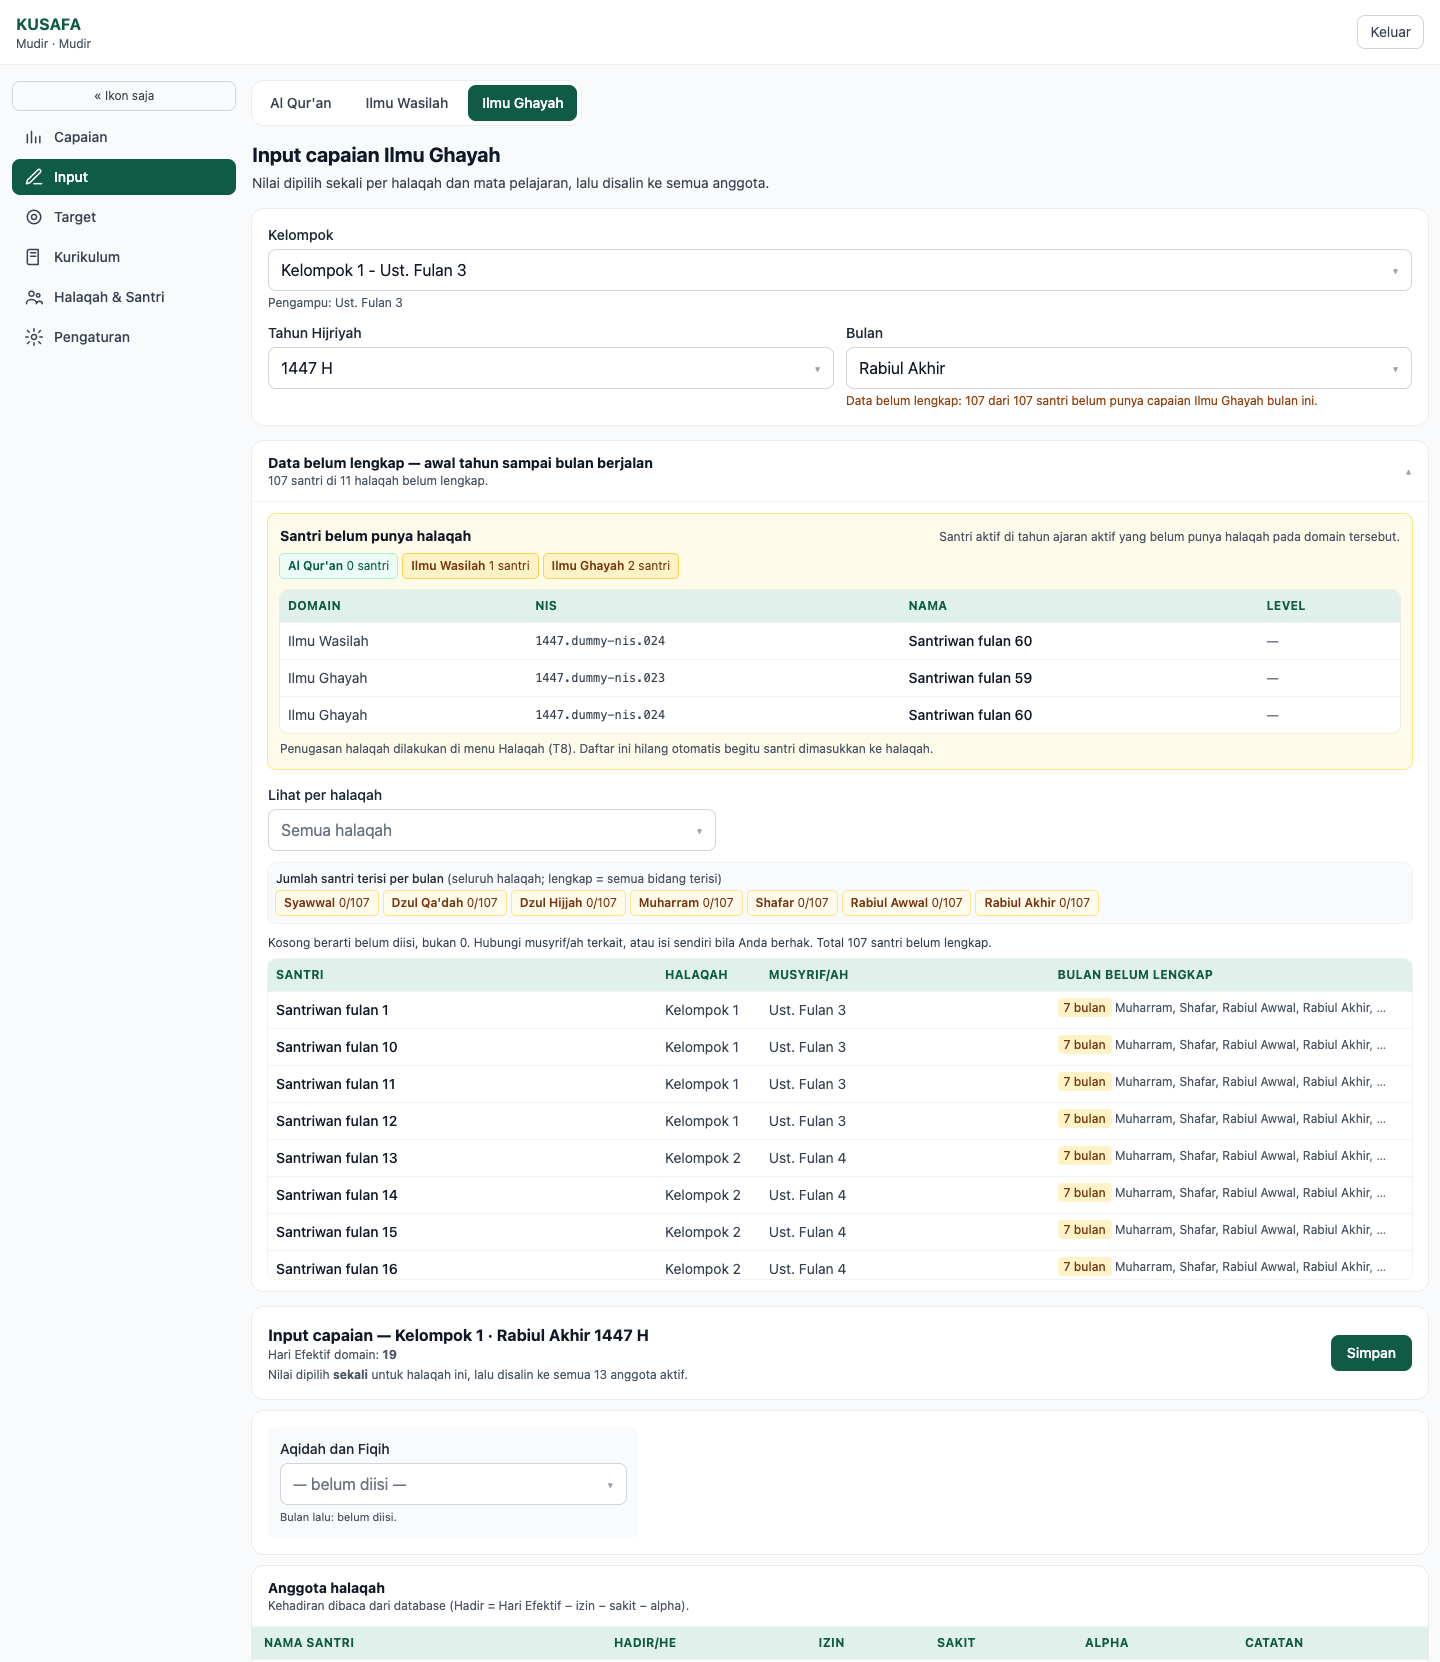 KUSAFA
Mudir · Mudir
Keluar
« Ikon saja
Capaian
Input
Target
Kurikulum
Halaqah & Santri
Pengaturan
Al Qur'an
Ilmu Wasilah
Ilmu Ghayah
Input capaian Ilmu Ghayah
Nilai dipilih sekali per halaqah dan mata pelajaran, lalu disalin ke semua anggota.
Kelompok
Kelompok 1 - Ust. Fulan 3
Pengampu: Ust. Fulan 3
Tahun Hijriyah
1447 H
Bulan
Rabiul Akhir
Data belum lengkap: 107 dari 107 santri belum punya capaian Ilmu Ghayah bulan ini.
Data belum lengkap — awal tahun sampai bulan berjalan
107 santri di 11 halaqah belum lengkap.
Santri belum punya halaqah
Santri aktif di tahun ajaran aktif yang belum punya halaqah pada domain tersebut.
Al Qur'an 0 santri
Ilmu Wasilah 1 santri
Ilmu Ghayah 2 santri
DOMAIN NIS NAMA LEVEL
Ilmu Wasilah 1447.dummy-nis.024 Santriwan fulan 60 —
Ilmu Ghayah 1447.dummy-nis.023 Santriwan fulan 59 —
Ilmu Ghayah 1447.dummy-nis.024 Santriwan fulan 60 —
Penugasan halaqah dilakukan di menu Halaqah (T8). Daftar ini hilang otomatis begitu santri dimasukkan ke halaqah.
Lihat per halaqah
Semua halaqah
Jumlah santri terisi per bulan (seluruh halaqah; lengkap = semua bidang terisi)
Syawwal 0/107
Dzul Qa'dah 0/107
Dzul Hijjah 0/107
Muharram 0/107
Shafar 0/107
Rabiul Awwal 0/107
Rabiul Akhir 0/107
Kosong berarti belum diisi, bukan 0. Hubungi musyrif/ah terkait, atau isi sendiri bila Anda berhak. Total 107 santri belum lengkap.
SANTRI HALAQAH MUSYRIF/AH BULAN BELUM LENGKAP
Santriwan fulan 1 Kelompok 1 Ust. Fulan 3 7 bulan Muharram, Shafar, Rabiul Awwal, Rabiul Akhir, ...
Santriwan fulan 10 Kelompok 1 Ust. Fulan 3 7 bulan Muharram, Shafar, Rabiul Awwal, Rabiul Akhir, ...
Santriwan fulan 11 Kelompok 1 Ust. Fulan 3 7 bulan Muharram, Shafar, Rabiul Awwal, Rabiul Akhir, ...
Santriwan fulan 12 Kelompok 1 Ust. Fulan 3 7 bulan Muharram, Shafar, Rabiul Awwal, Rabiul Akhir, ...
Santriwan fulan 13 Kelompok 2 Ust. Fulan 4 7 bulan Muharram, Shafar, Rabiul Awwal, Rabiul Akhir, ...
Santriwan fulan 14 Kelompok 2 Ust. Fulan 4 7 bulan Muharram, Shafar, Rabiul Awwal, Rabiul Akhir, ...
Santriwan fulan 15 Kelompok 2 Ust. Fulan 4 7 bulan Muharram, Shafar, Rabiul Awwal, Rabiul Akhir, ...
Santriwan fulan 16 Kelompok 2 Ust. Fulan 4 7 bulan Muharram, Shafar, Rabiul Awwal, Rabiul Akhir, ...
Input capaian — Kelompok 1 · Rabiul Akhir 1447 H
Hari Efektif domain: 19
Nilai dipilih sekali untuk halaqah ini, lalu disalin ke semua 13 anggota aktif.
Simpan
Aqidah dan Fiqih
— belum diisi —
Bulan lalu: belum diisi.
Anggota halaqah
Kehadiran dibaca dari database (Hadir = Hari Efektif − izin − sakit − alpha).
NAMA SANTRI HADIR/HE IZIN SAKIT ALPHA CATATAN